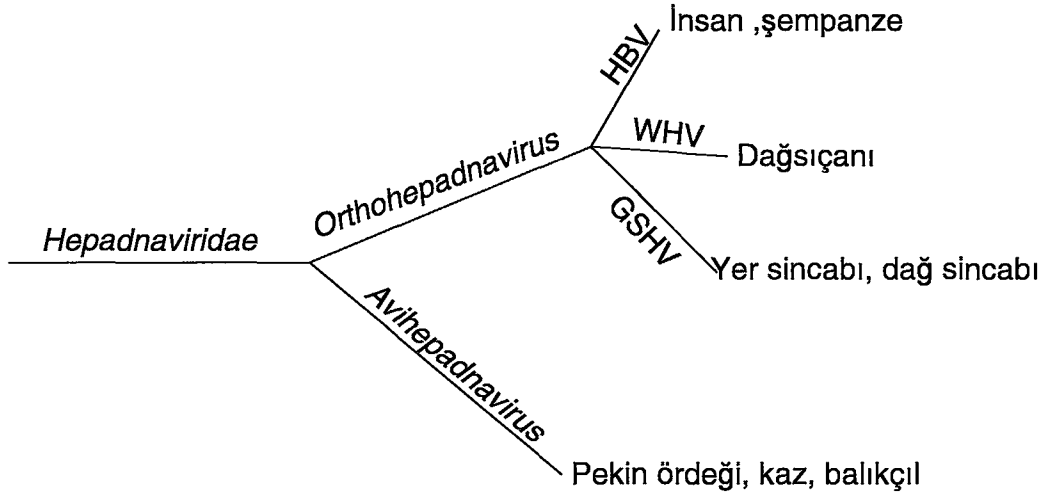 İnsan ,şempanze
HBV
WHV
Dağsıçanı
Orthohepadnavirus
GSHV
Hepadnaviridae
Yer sincabı, dağ sincabı
Avihepadnavirus
Pekin ördeği, kaz, balıkçıl